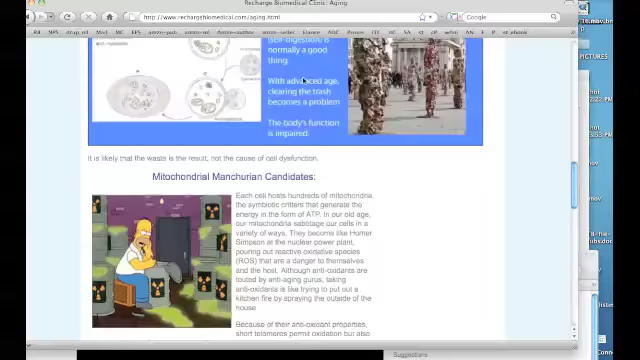 Recharge Biomedical Clinic: Aging
http://www.rechargebiomedical.com/aging.html
Google
France
st_ebook
PICTURES
normally a good
thing.
With advanced age,
clearing the trash
becomes a problem
The body's function
is impaired.
It is likely that the waste is the result, not the cause of cell dysfunction.
Mitochondrial Manchurian Candidates:
Each cell hosts hundreds of mitochondria,
the symbiotic critters that generate the
energy in the form of ATP. In our old age,
our mitochondria sabotage our cells in a
variety of ways. They become like Homer
Simpson at the nuclear power plant,
pouring out reactive oxidative species
(ROS) that are a danger to themselves
and the host. Although anti-oxidants are
touted by anti-aging gurus, taking
anti-oxidants is like trying to put out a
kitchen fire by spraying the outside of the
house
Because of their anti-oxidant properties,
short telomeres permit oxidation but also
Suggestions